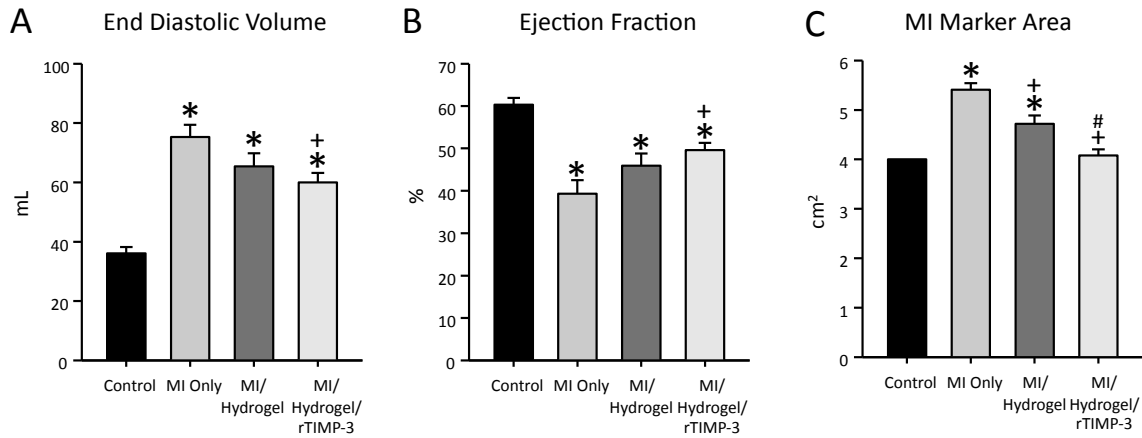 A End Diastolic Volume
100
80
60
40
20
0
mL
*
*
+
*
Control
MI Only
MI/
Hydrogel
MI/
Hydrogel/
rTIMP-3
B Ejection Fraction
70
60
50
40
30
20
10
0
%
*
*
+
*
Control
MI Only
MI/
Hydrogel
MI/
Hydrogel/
rTIMP-3
C MI Marker Area
6
5
4
3
2
1
0
cm²
*
+
*
#
+
Control
MI Only
MI/
Hydrogel
MI/
Hydrogel/
rTIMP-3